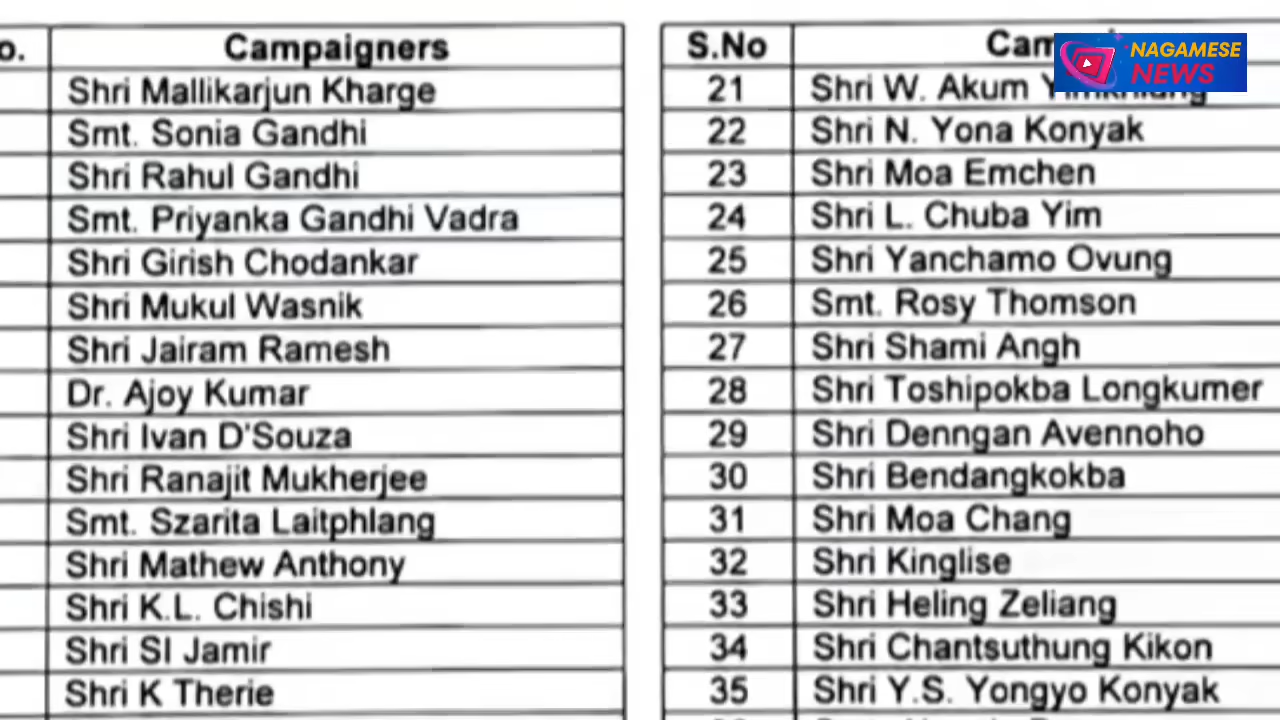 o. Campaigners
Shri Mallikarjun Kharge
Smt. Sonia Gandhi
Shri Rahul Gandhi
Smt. Priyanka Gandhi Vadra
Shri Girish Chodankar
Shri Mukul Wasnik
Shri Jairam Ramesh
Dr. Ajoy Kumar
Shri Ivan D'Souza
Shri Ranajit Mukherjee
Smt. Szarita Laitphlang
Shri Mathew Anthony
Shri K.L. Chishi
Shri SI Jamir
Shri K Therie
S.No
21 Shri W. Akum
22 Shri N. Yona Konyak
23 Shri Moa Emchen
24 Shri L. Chuba Yim
25 Shri Yanchamo Ovung
26 Smt. Rosy Thomson
27 Shri Shami Angh
28 Shri Toshipokba Longkumer
29 Shri Denngan Avennoho
30 Shri Bendangkokba
31 Shri Moa Chang
32 Shri Kinglise
33 Shri Heling Zeliang
34 Shri Chantsuthung Kikon
35 Shri Y.S. Yongyo Konyak
NAGAMESE
NEWS